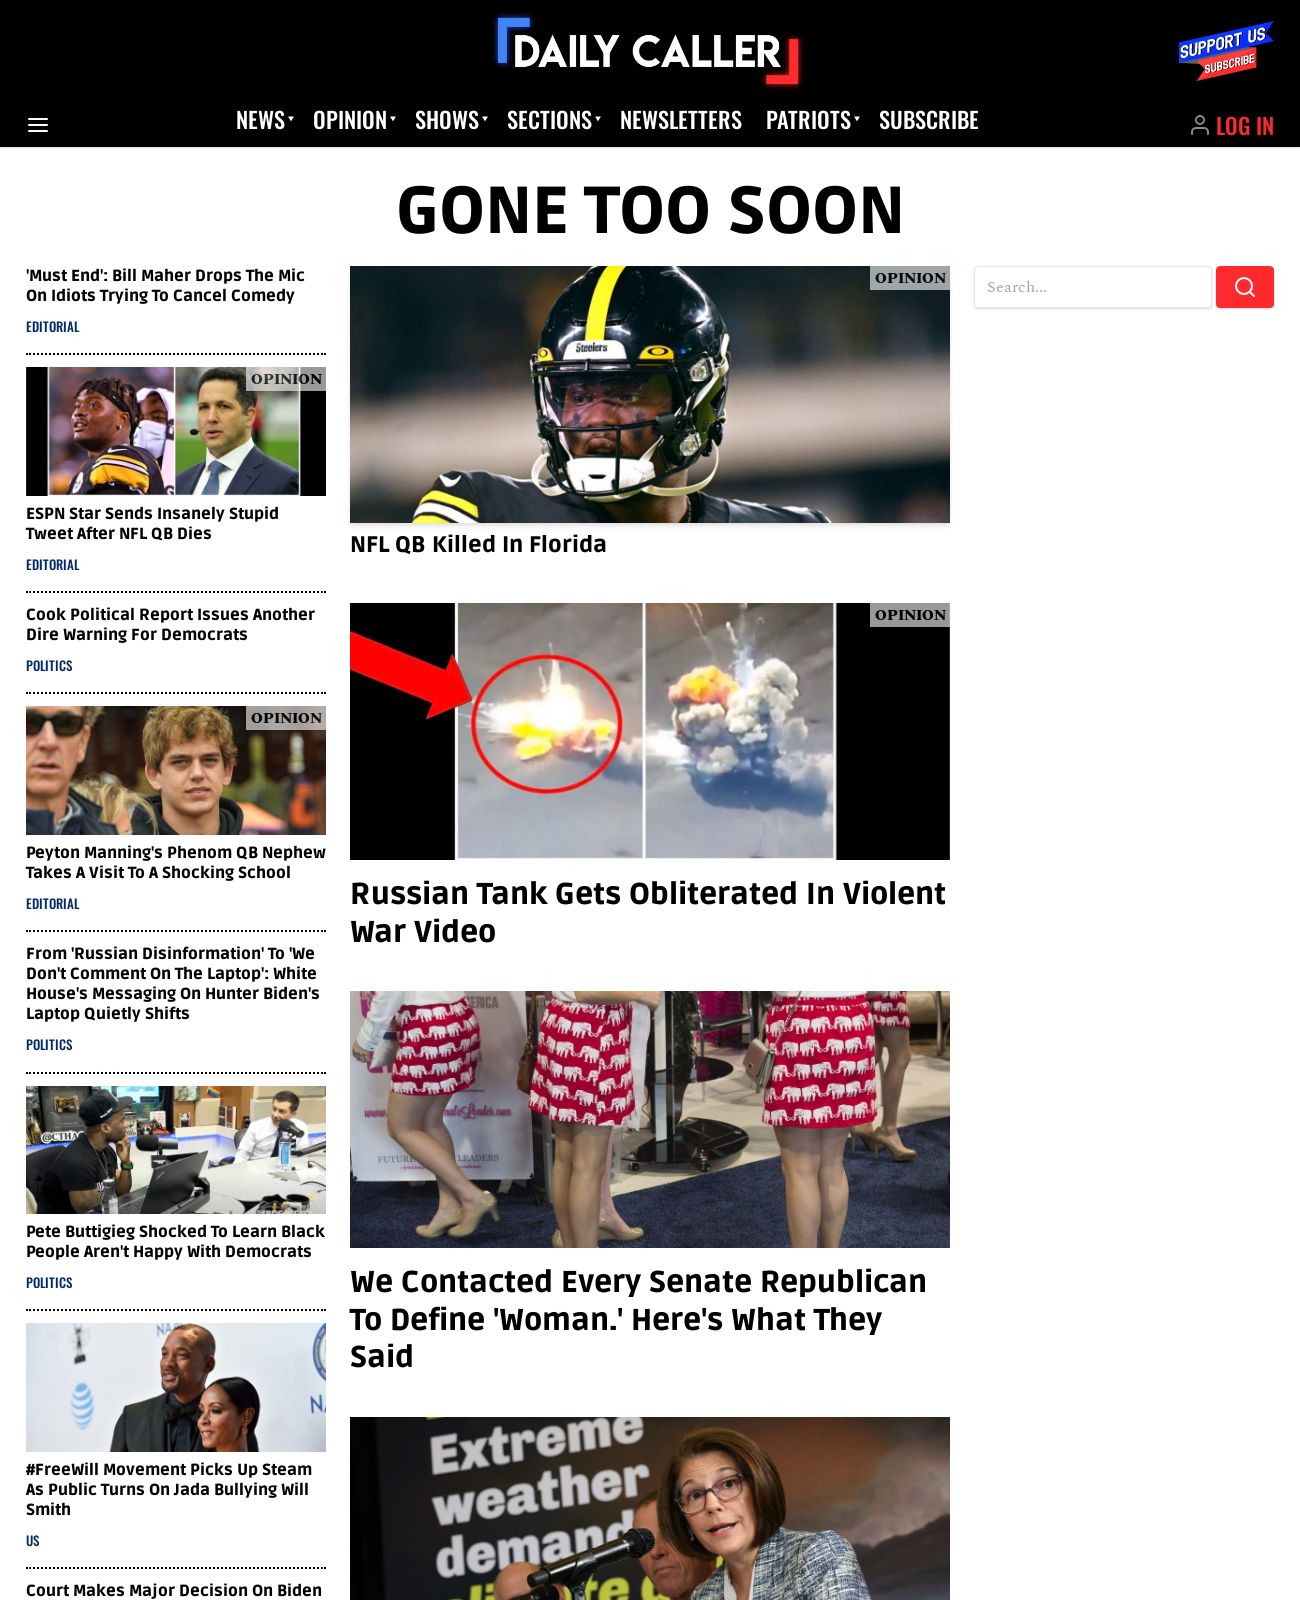 DAILY CALLER
SUPPORT US
SUBSCRIBE
NEWS OPINION SHOWS SECTIONS NEWSLETTERS PATRIOTS SUBSCRIBE
LOG IN
GONE TOO SOON
'Must End': Bill Maher Drops The Mic
On Idiots Trying To Cancel Comedy
EDITORIAL
OPINION
ESPN Star Sends Insanely Stupid
Tweet After NFL QB Dies
EDITORIAL
Cook Political Report Issues Another
Dire Warning For Democrats
POLITICS
OPINION
Peyton Manning's Phenom QB Nephew
Takes A Visit To A Shocking School
EDITORIAL
From 'Russian Disinformation' To 'We
Don't Comment On The Laptop': White
House's Messaging On Hunter Biden's
Laptop Quietly Shifts
POLITICS
Pete Buttigieg Shocked To Learn Black
People Aren't Happy With Democrats
POLITICS
#FreeWill Movement Picks Up Steam
As Public Turns On Jada Bullying Will
Smith
US
Court Makes Major Decision On Biden
OPINION
Steelers
NFL QB Killed In Florida
OPINION
Russian Tank Gets Obliterated In Violent
War Video
We Contacted Every Senate Republican
To Define 'Woman.' Here's What They
Said
Extreme
weather
demand
Search...